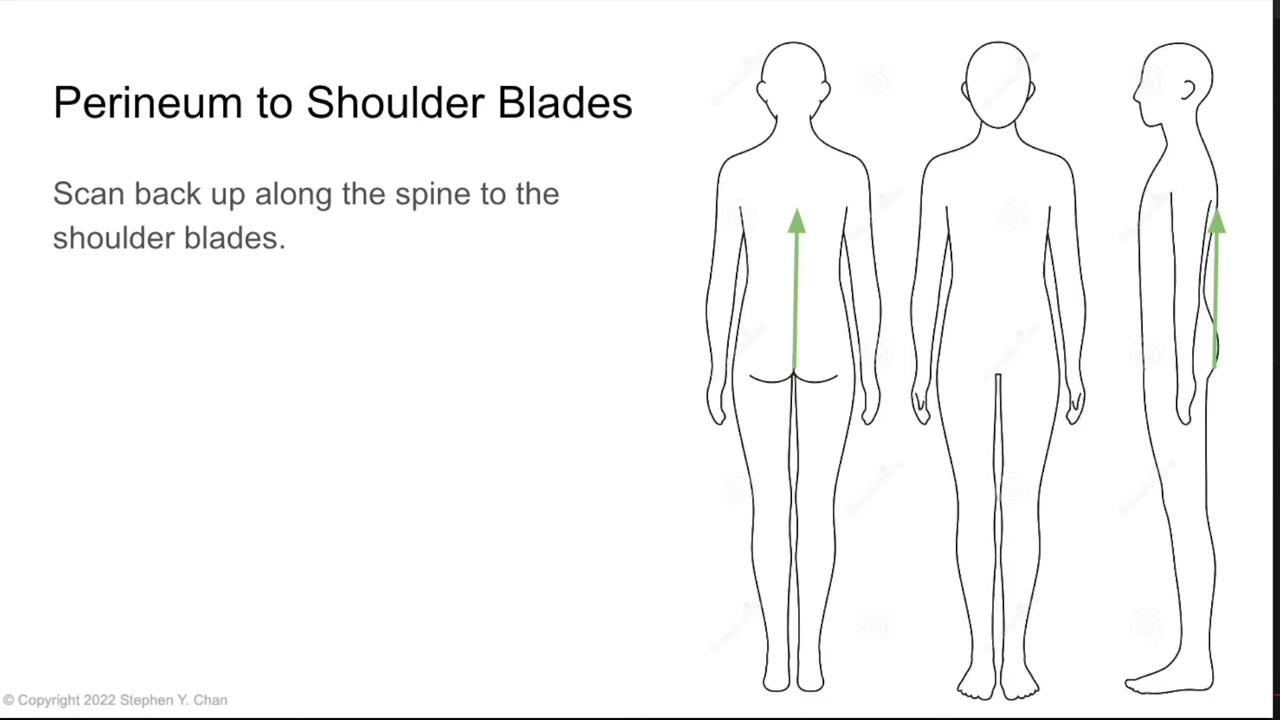 Perineum to Shoulder Blades
Scan back up along the spine to the
shoulder blades.
© Copyright 2022 Stephen Y. Chan